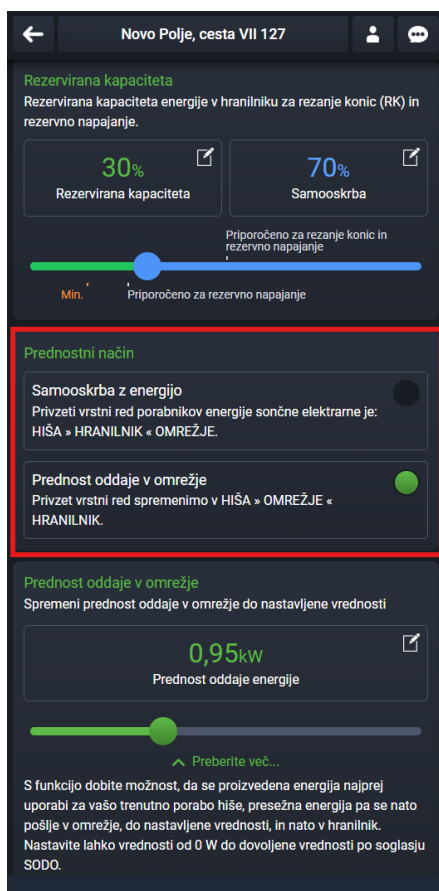 Novo Polje, cesta VII 127
Rezervirana kapaciteta
Rezervirana kapaciteta energije v hranilniku za rezanje konic (RK) in
rezervno napajanje.
30%
Rezervirana kapaciteta
70%
Samooskrba
Priporočeno za rezanje konic in
rezervno napajanje
Min.
Priporočeno za rezervno napajanje
Prednostni način
Samooskrba z energijo
Privzeti vrstni red porabnikov energije sončne elektrarne je:
HIŠA » HRANILNIK « OMREŽJE.
Prednost oddaje v omrežje
Privzet vrstni red spremenimo v HIŠA » OMREŽJE «
HRANILNIK.
Prednost oddaje v omrežje
Spremeni prednost oddaje v omrežje do nastavljene vrednosti
0,95kW
Prednost oddaje energije
Preberite več...
S funkcijo dobite možnost, da se proizvedena energija najprej
uporabi za vašo trenutno porabo hiše, presežna energija pa se nato
pošlje v omrežje, do nastavljene vrednosti, in nato v hranilnik.
Nastavite lahko vrednosti od 0 W do dovoljene vrednosti po soglasju
SODO.